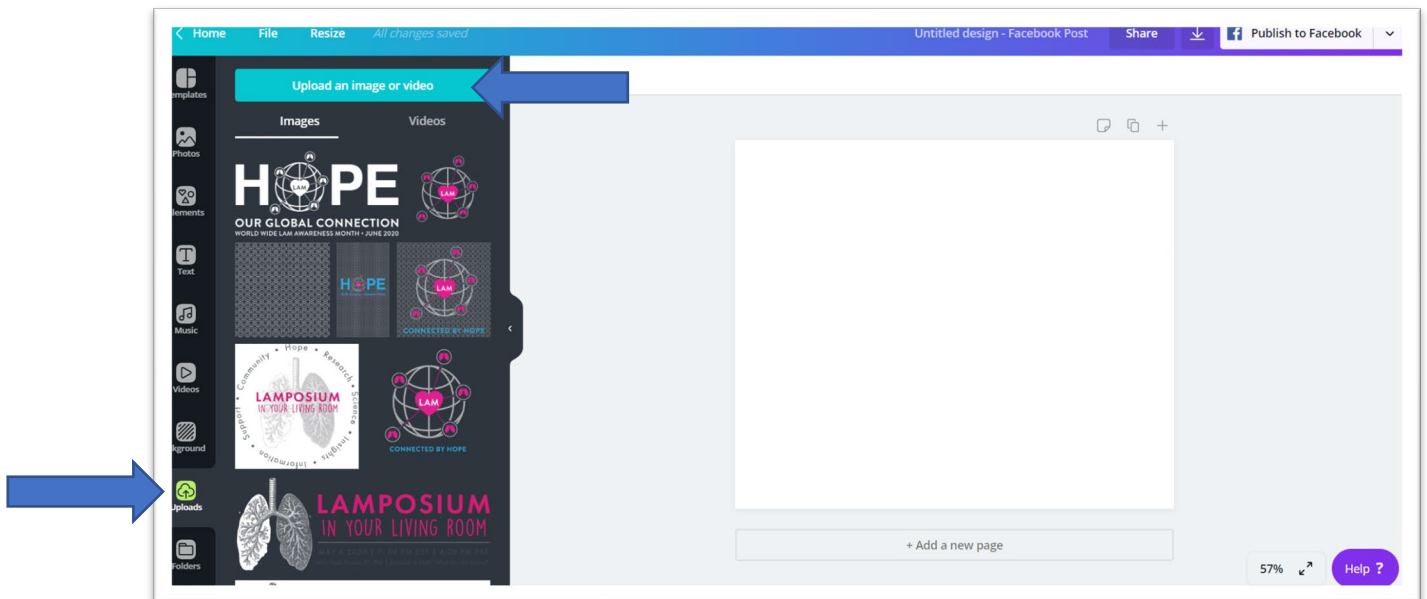 Home File Resize All changes saved Untitled design - Facebook Post Share Publish to Facebook
Upload an image or video
Images Videos
emplates
Photos
lements
Text
Music
Videos
kground
Uploads
Folders
HOPE
LAM
OUR GLOBAL CONNECTION
WORLD WIDE LAM AWARENESS MONTH • JUNE 2020
LAM
HOPE
LAM
CONNECTED BY HOPE
Community • Hope • Research • Science • Insights • Information • Support •
LAMPOSIUM
IN YOUR LIVING ROOM
LAM
CONNECTED BY HOPE
LAMPOSIUM
IN YOUR LIVING ROOM
+ Add a new page
57%
Help ?